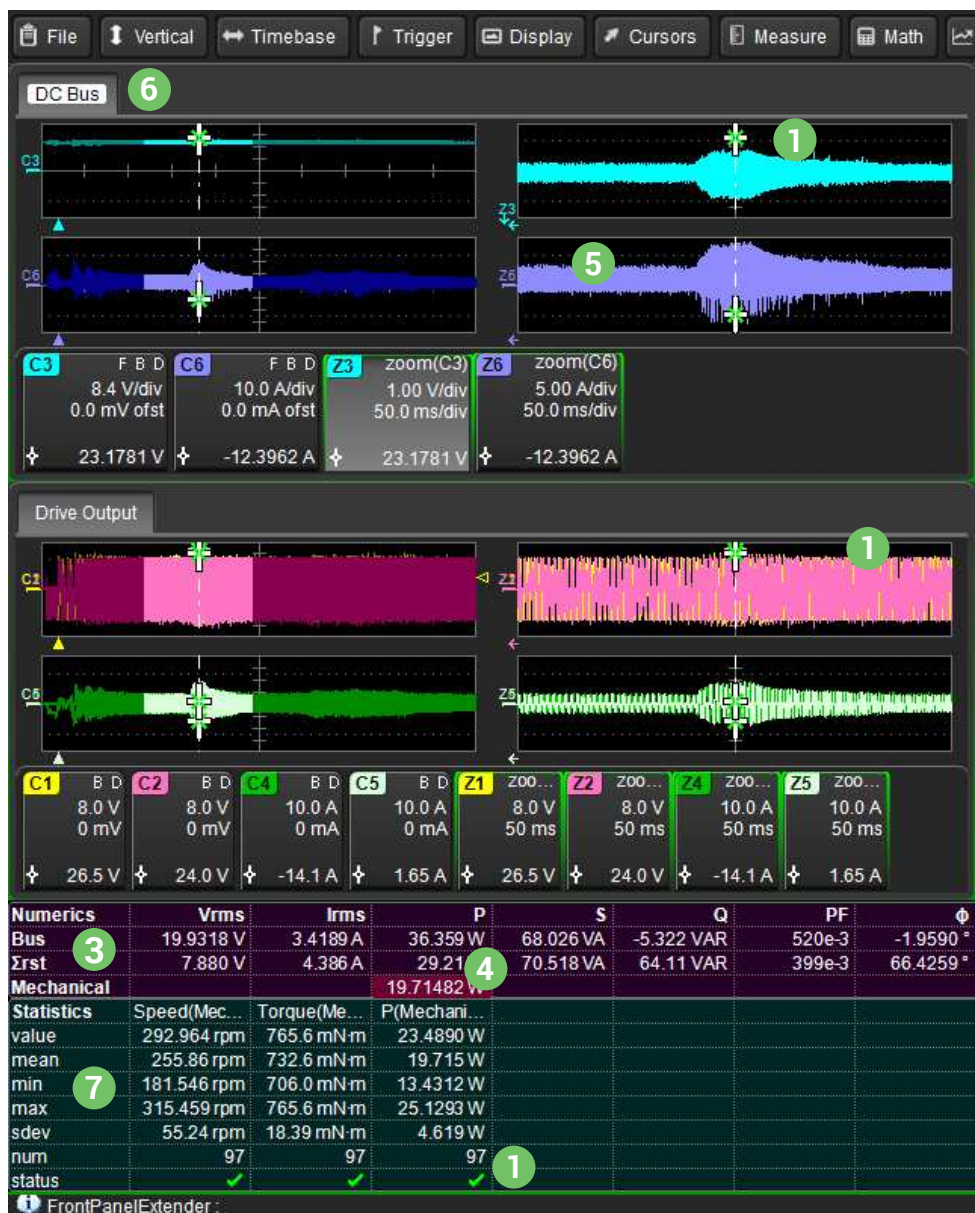 File Vertical Timebase Trigger Display Cursors Measure Math
DC Bus 6
1
C3
Z3
5
C6 Z6
C3 F B D C6 F B D Z3 zoom(C3) Z6 zoom(C6)
8.4 V/div 10.0 A/div 1.00 V/div 5.00 A/div
0.0 mV ofst 0.0 mA ofst 50.0 ms/div 50.0 ms/div
23.1781 V -12.3962 A 23.1781 V -12.3962 A
Drive Output
1
C5 Z5
C1 B D C2 B D C4 B D C5 B D Z1 zoo... Z2 zoo... Z4 zoo... Z5 zoo...
8.0 V 8.0 V 10.0 A 10.0 A 8.0 V 8.0 V 10.0 A 10.0 A
0 mV 0 mV 0 mA 0 mA 50 ms 50 ms 50 ms 50 ms
26.5 V 24.0 V -14.1 A 1.65 A 26.5 V 24.0 V -14.1 A 1.65 A
Numerics Vrms Irms P S Q PF ϕ
Bus 19.9318 V 3.4189 A 36.359 W 68.026 VA -5.322 VAR 520e-3 -1.9590 °
3
Σrst 7.880 V 4.386 A 29.21 70.518 VA 64.11 VAR 399e-3 66.4259 °
4
Mechanical 19.71482 W
Statistics Speed(Mec... Torque(Me... P(Mechani...
value 292.964 rpm 765.6 mN·m 23.4890 W
mean 255.86 rpm 732.6 mN·m 19.715 W
min 181.546 rpm 706.0 mN·m 13.4312 W
7
max 315.459 rpm 765.6 mN·m 25.1293 W
sdev 55.24 rpm 18.39 mN·m 4.619 W
num 97 97 97
1
status
FrontPanelExtender :